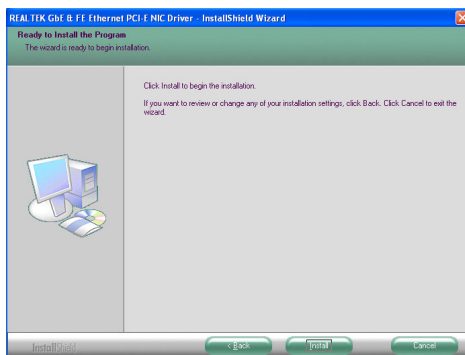 REALTEK GbE & FE Ethernet PCI-E NIC Driver - InstallShield Wizard
Ready to Install the Program
The wizard is ready to begin installation.
Click Install to begin the installation.
If you want to review or change any of your installation settings, click Back. Click Cancel to exit the
wizard.
InstallShield
< Back
Install
Cancel